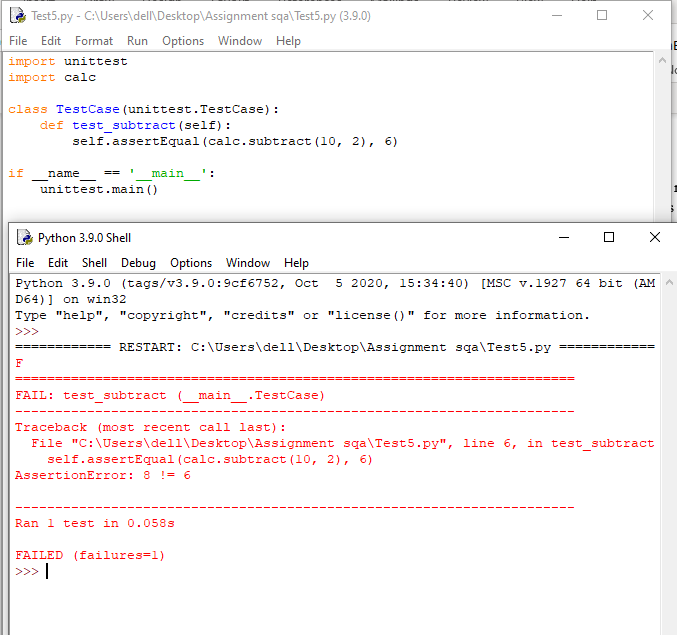 Test5.py - C:\Users\dell\Desktop\Assignment sqa\Test5.py (3.9.0)
File Edit Format Run Options Window Help
import unittest
import calc
class TestCase(unittest.TestCase):
    def test_subtract(self):
        self.assertEqual(calc.subtract(10, 2), 6)
if __name__ == '__main__':
    unittest.main()
Python 3.9.0 Shell
File Edit Shell Debug Options Window Help
Python 3.9.0 (tags/v3.9.0:9cf6752, Oct  5 2020, 15:34:40) [MSC v.1927 64 bit (AM
D64)] on win32
Type "help", "copyright", "credits" or "license()" for more information.
>>>
============ RESTART: C:\Users\dell\Desktop\Assignment sqa\Test5.py ============
F
======================================================================
FAIL: test_subtract (__main__.TestCase)
----------------------------------------------------------------------
Traceback (most recent call last):
  File "C:\Users\dell\Desktop\Assignment sqa\Test5.py", line 6, in test_subtract
    self.assertEqual(calc.subtract(10, 2), 6)
AssertionError: 8 != 6
----------------------------------------------------------------------
Ran 1 test in 0.058s
FAILED (failures=1)
>>>